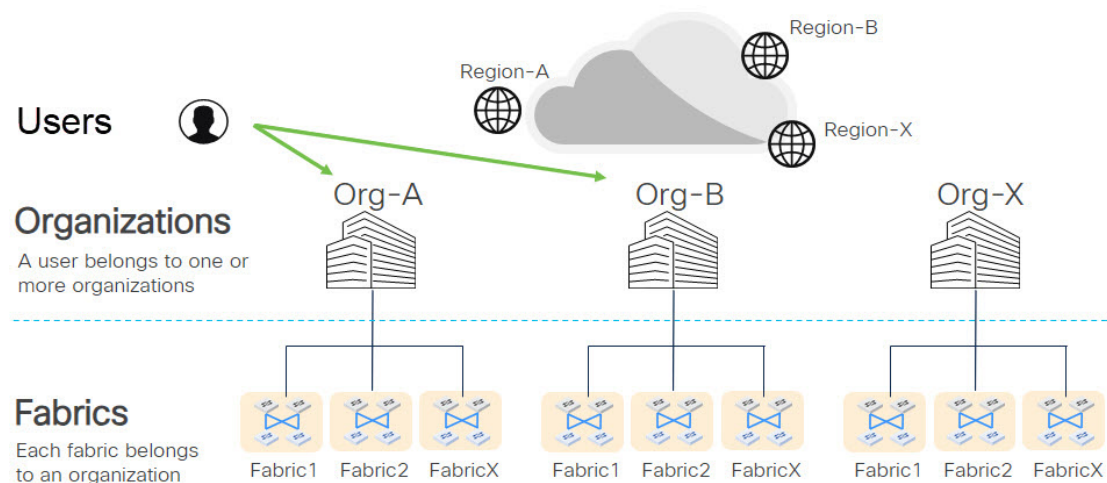 Region-B
Region-A
Users
Region-X
Org-A
Org-B
Org-X
Organizations
A user belongs to one or
more organizations
Fabrics
Each fabric belongs
to an organization
Fabric1
Fabric2
FabricX
Fabric1
Fabric2
FabricX
Fabric1
Fabric2
FabricX